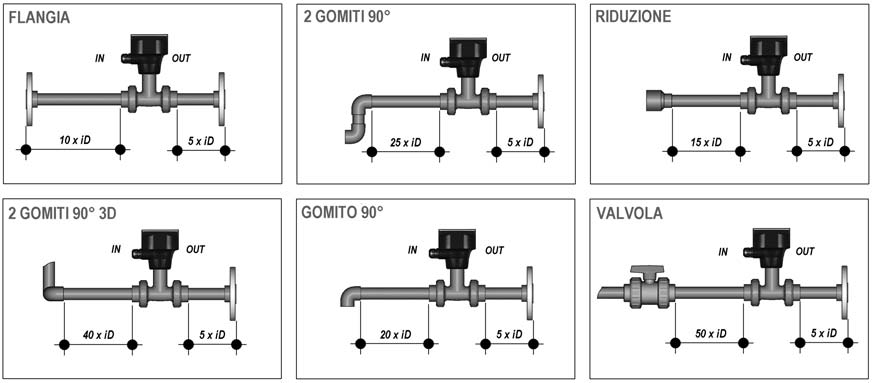 FLANGIA
IN OUT
10 x iD 5 x iD
2 GOMITI 90°
IN OUT
25 x iD 5 x iD
RIDUZIONE
IN OUT
15 x iD 5 x iD
2 GOMITI 90° 3D
IN OUT
40 x iD 5 x iD
GOMITO 90°
IN OUT
20 x iD 5 x iD
VALVOLA
IN OUT
50 x iD 5 x iD